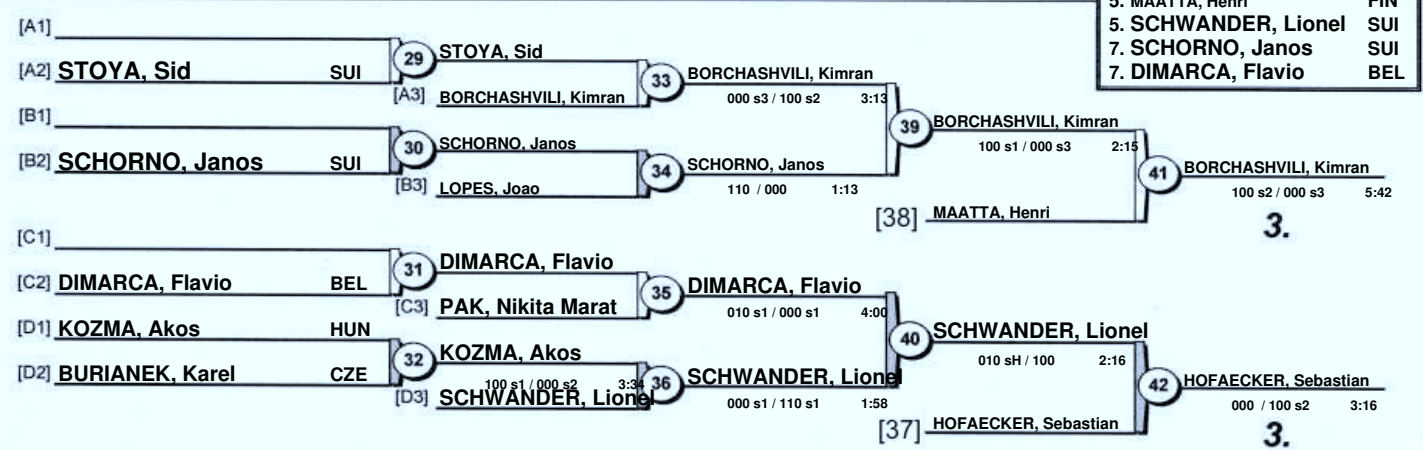 5. MAATTA, Henri FIN
5. SCHWANDER, Lionel SUI
7. SCHORNO, Janos SUI
7. DIMARCA, Flavio BEL
[A1]
[A2] STOYA, Sid SUI
29 STOYA, Sid
[A3] BORCHASHVILI, Kimran
33 BORCHASHVILI, Kimran
000 s3 / 100 s2 3:13
[B1]
[B2] SCHORNO, Janos SUI
30 SCHORNO, Janos
[B3] LOPES, Joao
34 SCHORNO, Janos
110 / 000 1:13
39 BORCHASHVILI, Kimran
100 s1 / 000 s3 2:15
[38] MAATTA, Henri
41 BORCHASHVILI, Kimran
100 s2 / 000 s3 5:42
3.
[C1]
[C2] DIMARCA, Flavio BEL
31 DIMARCA, Flavio
[C3] PAK, Nikita Marat
35 DIMARCA, Flavio
010 s1 / 000 s1 4:00
[D1] KOZMA, Akos HUN
[D2] BURIANEK, Karel CZE
32 KOZMA, Akos
100 s1 / 000 s2 3:34
[D3] SCHWANDER, Lionel
36 SCHWANDER, Lionel
000 s1 / 110 s1 1:58
40 SCHWANDER, Lionel
010 sH / 100 2:16
[37] HOFAECKER, Sebastian
42 HOFAECKER, Sebastian
000 / 100 s2 3:16
3.